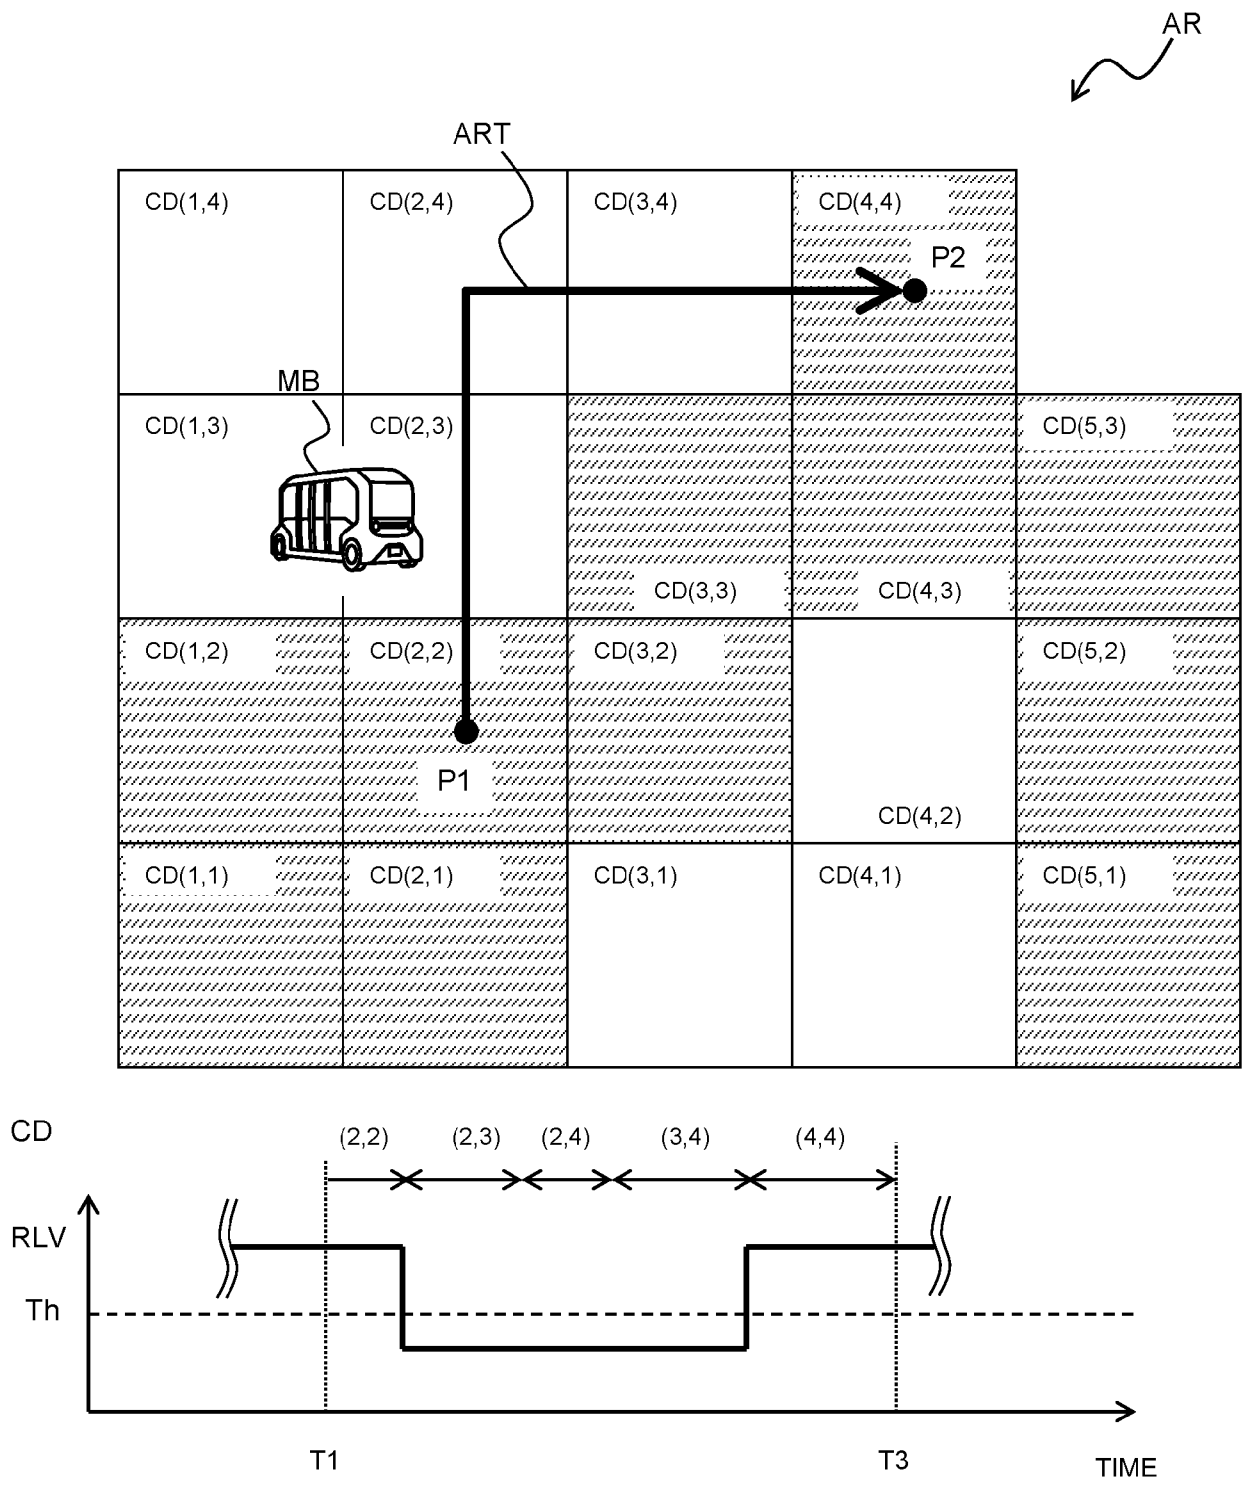 AR
ART
CD(1,4) CD(2,4) CD(3,4) CD(4,4)
P2
MB
CD(1,3) CD(2,3) CD(5,3)
CD(3,3) CD(4,3)
CD(1,2) CD(2,2) CD(3,2) CD(5,2)
P1
CD(4,2)
CD(1,1) CD(2,1) CD(3,1) CD(4,1) CD(5,1)
CD (2,2) (2,3) (2,4) (3,4) (4,4)
RLV
Th
T1 T3 TIME